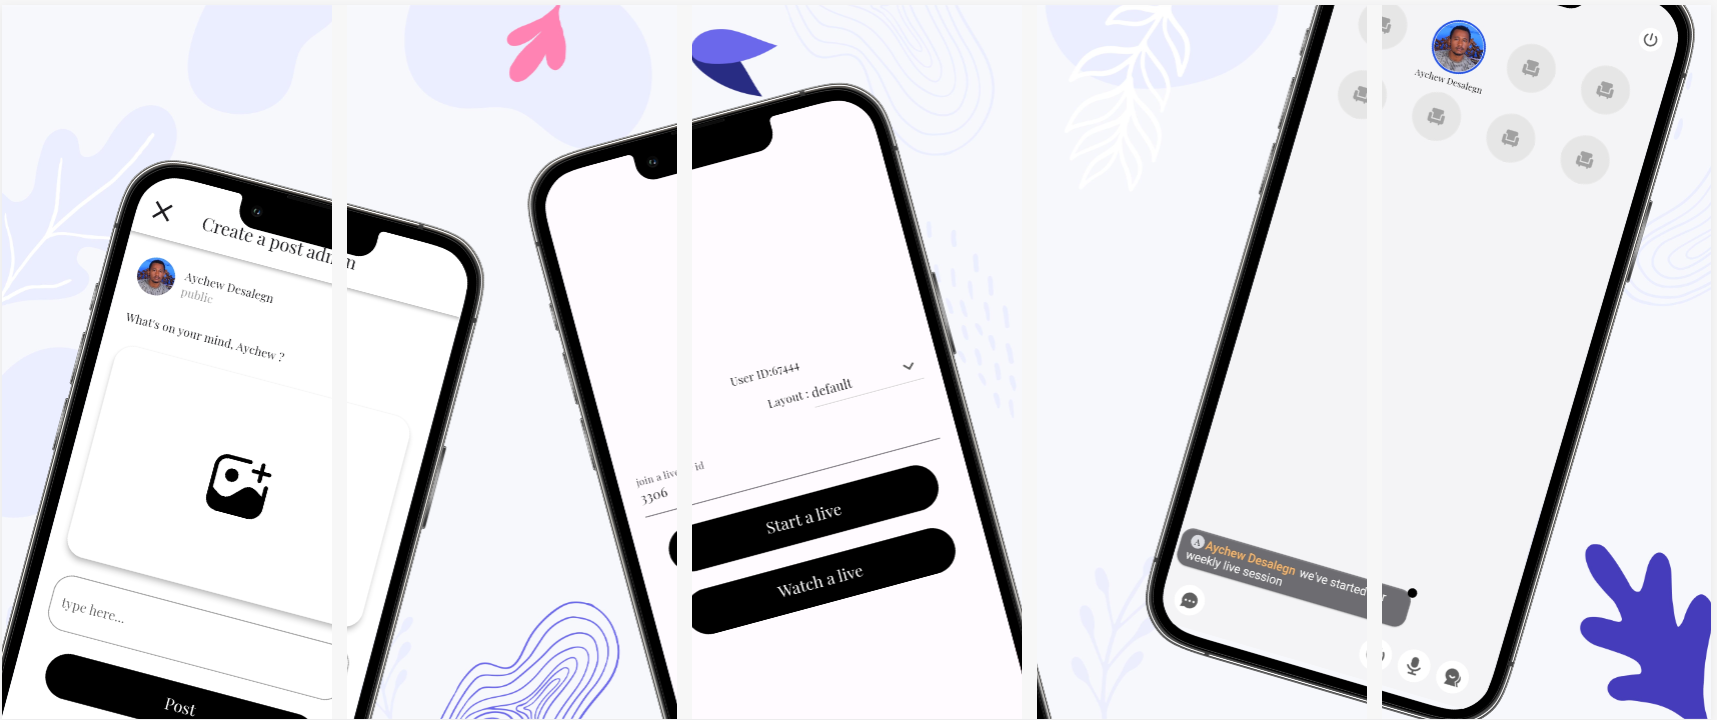 Create a post admin
Aychew Desalegn
public
What's on your mind, Aychew ?
type here...
Post
User ID:67444
Layout : default
join a live id
3306
Start a live
Watch a live
Aychew Desalegn
A Aychew Desalegn we've started
weekly live session